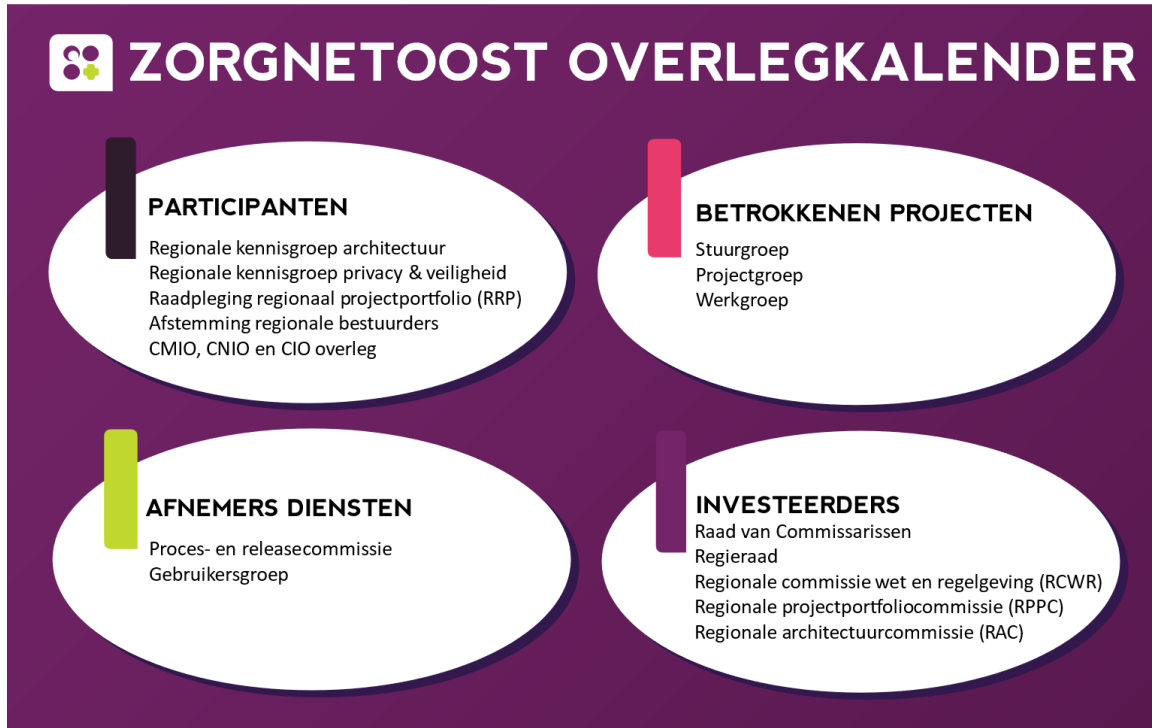 ZORGNETOOST OVERLEGKALENDER
PARTICIPANTEN
Regionale kennisgroep architectuur
Regionale kennisgroep privacy & veiligheid
Raadpleging regionaal projectportfolio (RRP)
Afstemming regionale bestuurders
CMIO, CNIO en CIO overleg
BETROKKENEN PROJECTEN
Stuurgroep
Projectgroep
Werkgroep
AFNEMERS DIENSTEN
Proces- en releasecommissie
Gebruikersgroep
INVESTEERDERS
Raad van Commissarissen
Regieraad
Regionale commissie wet en regelgeving (RCWR)
Regionale projectportfoliocommissie (RPPC)
Regionale architectuurcommissie (RAC)